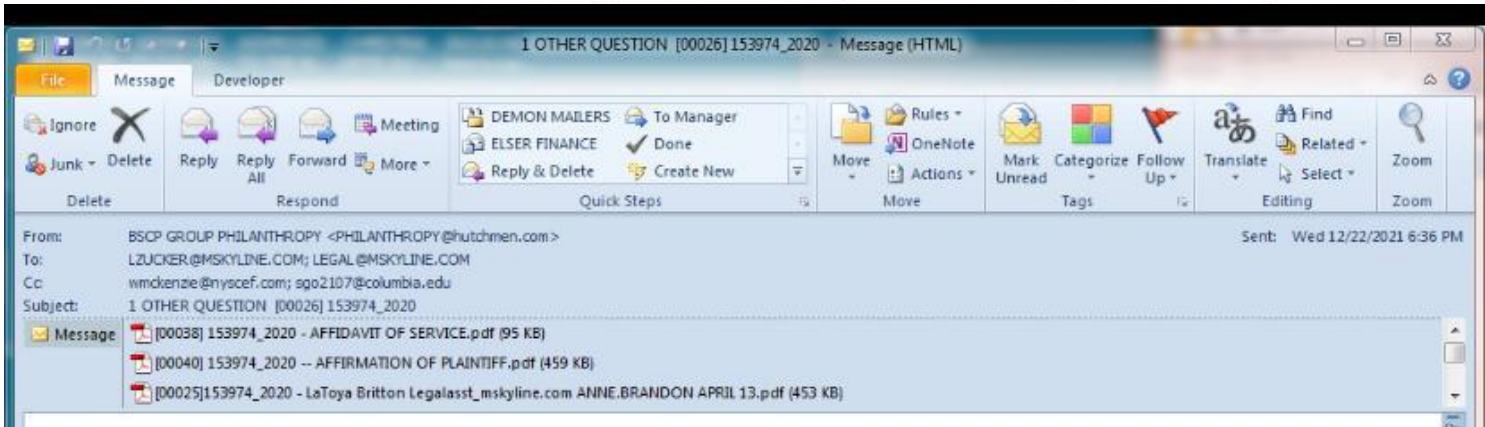 1 OTHER QUESTION [00026] 153974_2020 - Message (HTML)
File Message Developer
Ignore
Junk
Delete
Reply
Reply All
Forward
Meeting
More
DEMON MAILERS To Manager
ELSER FINANCE Done
Reply & Delete Create New
Move
Rules
OneNote
Actions
Mark Unread
Categorize
Follow Up
Translate
Find
Related
Select
Zoom
Delete Respond Quick Steps Move Tags Editing Zoom
From: BSCP GROUP PHILANTHROPY <PHILANTHROPY@hutchmen.com> Sent: Wed 12/22/2021 6:36 PM
To: LZUCKER@MSKYLINE.COM; LEGAL@MSKYLINE.COM
Cc: wmckenzie@nyscef.com; sgo2107@columbia.edu
Subject: 1 OTHER QUESTION [00026] 153974_2020
Message [00038] 153974_2020 - AFFIDAVIT OF SERVICE.pdf (95 KB)
[00040] 153974_2020 -- AFFIRMATION OF PLAINTIFF.pdf (459 KB)
[00025]153974_2020 - LaToya Britton Legalasst_mskyline.com ANNE.BRANDON APRIL 13.pdf (453 KB)